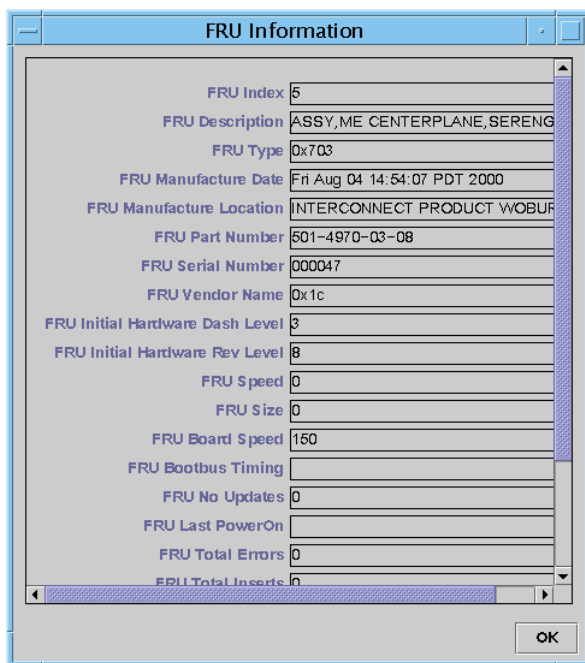 FRU Information
FRU Index 5
FRU Description ASSY,ME CENTERPLANE,SERENG
FRU Type 0x703
FRU Manufacture Date Fri Aug 04 14:54:07 PDT 2000
FRU Manufacture Location INTERCONNECT PRODUCT WOBUR
FRU Part Number 501-4970-03-08
FRU Serial Number 000047
FRU Vendor Name 0x1c
FRU Initial Hardware Dash Level 3
FRU Initial Hardware Rev Level 8
FRU Speed 0
FRU Size 0
FRU Board Speed 150
FRU Bootbus Timing
FRU No Updates 0
FRU Last PowerOn
FRU Total Errors 0
FRU Total Inserts 0
OK